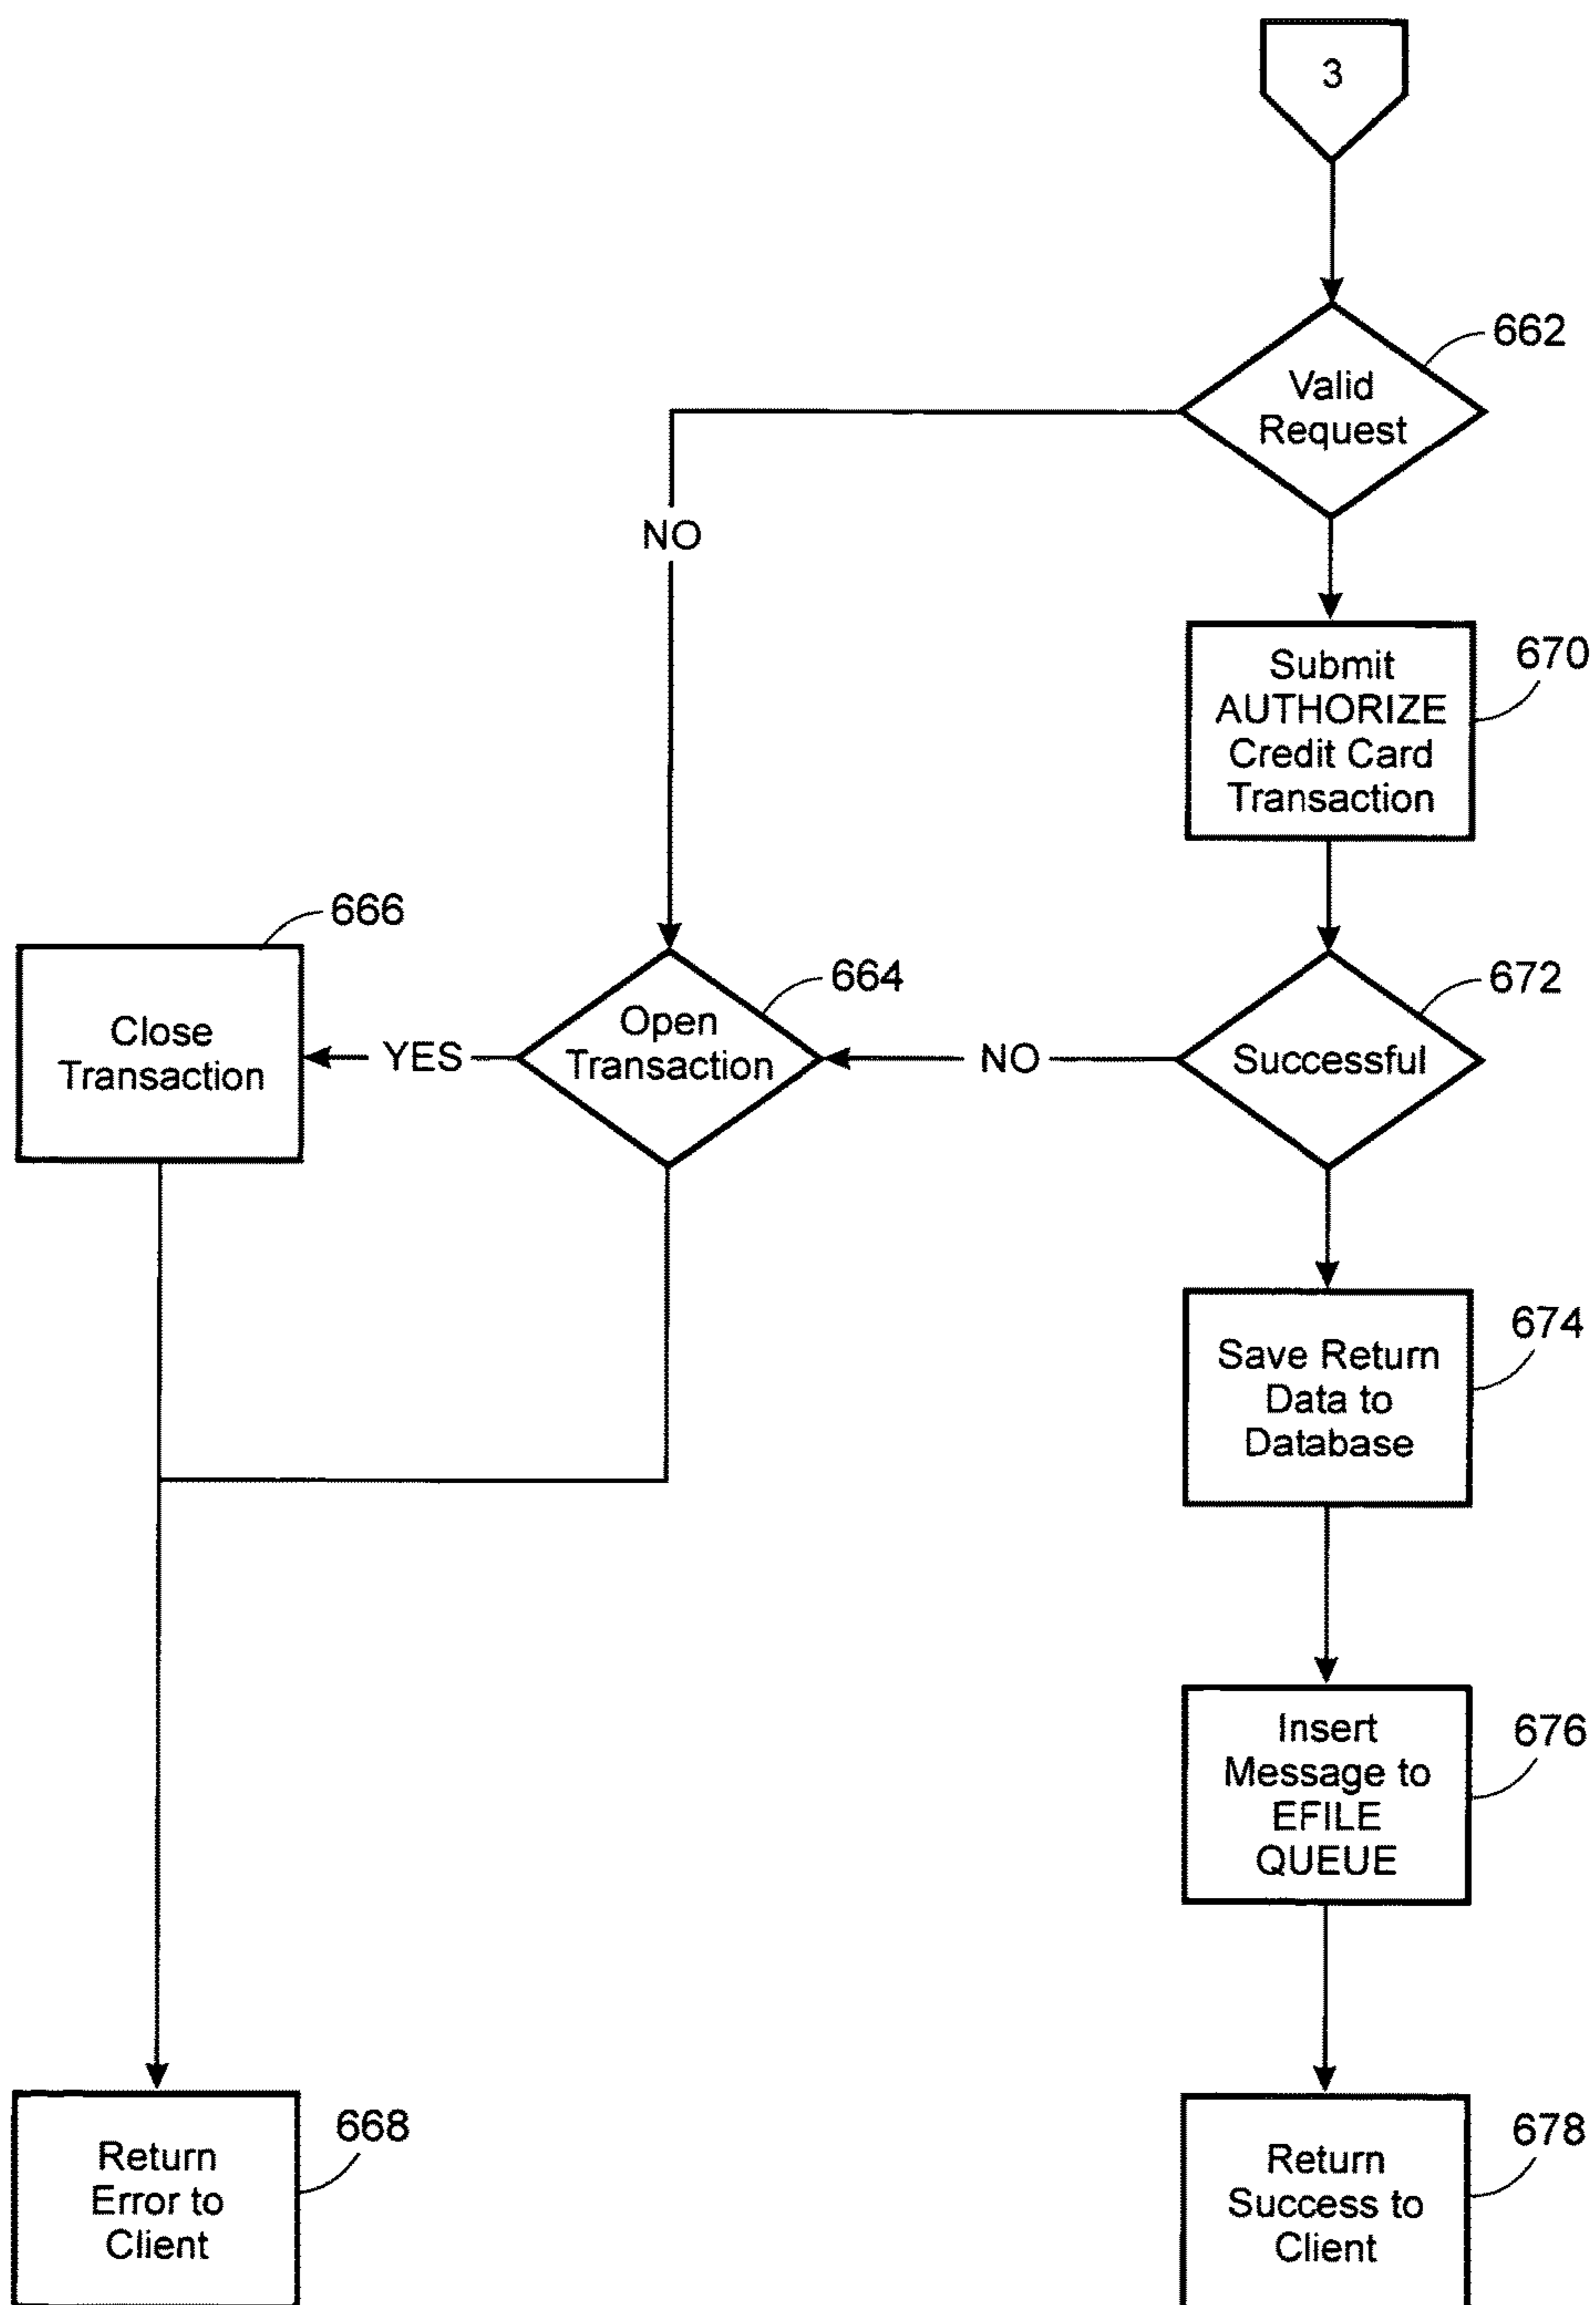 3
662
Valid
Request
NO
Submit
AUTHORIZE
Credit Card
Transaction
670
666
Close
Transaction
YES
Open
Transaction
664
NO
Successful
672
Save Return
Data to
Database
674
Insert
Message to
EFILE
QUEUE
676
Return
Error to
Client
668
Return
Success to
Client
678